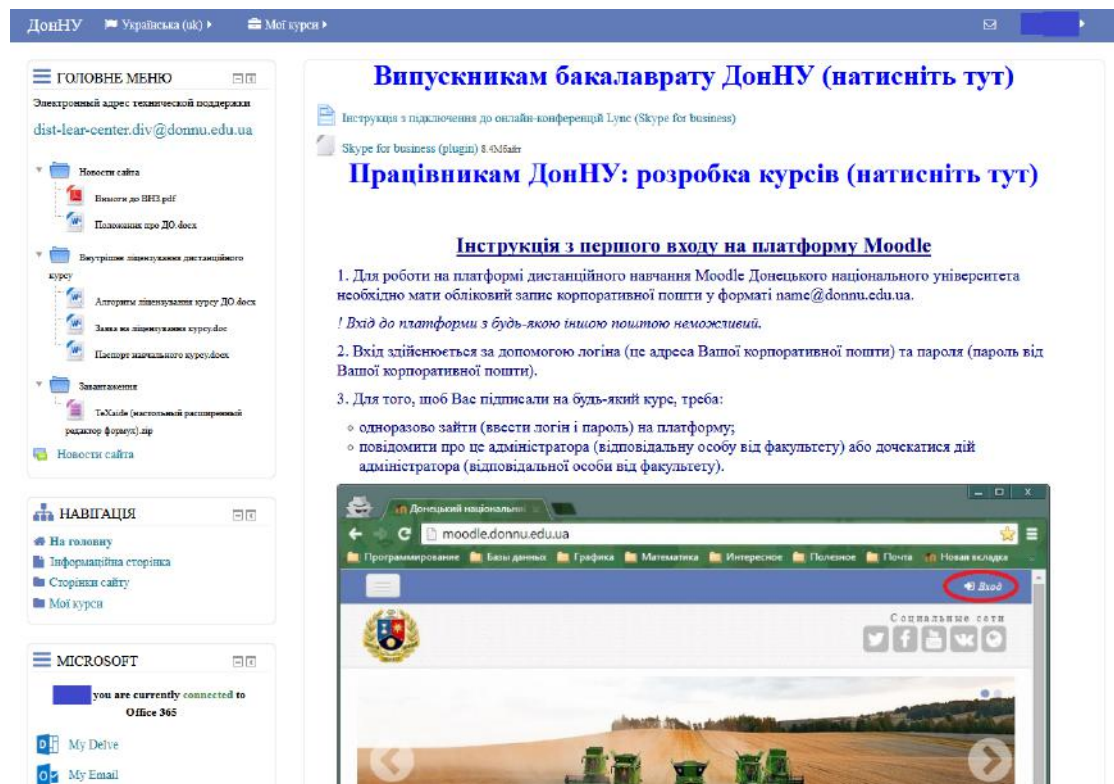 ДонНУ Українська (uk) Мої курси
ГОЛОВНЕ МЕНЮ
Электронный адрес технической поддержки
dist-lear-center.div@donnu.edu.ua
Новости сайта
Вимоги до ВНЗ.pdf
Положення про ДО.docx
Внутрішнє ліцензування дистанційного
курсу
Алгоритм ліцензування курсу ДО.docx
Заявка на ліцентування курсу.doc
Паспорт навчального курсу.docx
Завантаження
TeXaide (настольный расширенный
редактор формул).zip
Новости сайта
НАВІГАЦІЯ
На головну
Інформаційна сторінка
Сторінки сайту
Мої курси
MICROSOFT
you are currently connected to
Office 365
My Delve
My Email
Випускникам бакалаврату ДонНУ (натисніть тут)
Інструкція з підключення до онлайн-конференцій Lync (Skype for business)
Skype for business (plugin) 8.4Мбайт
Працівникам ДонНУ: розробка курсів (натисніть тут)
Інструкція з першого входу на платформу Moodle
1. Для роботи на платформі дистанційного навчання Moodle Донецького національного університета
необхідно мати обліковий запис корпоративної пошти у форматі name@donnu.edu.ua.
! Вхід до платформи з будь-якою іншою поштою неможливий.
2. Вхід здійснюється за допомогою логіна (це адреса Вашої корпоративної пошти) та пароля (пароль від
Вашої корпоративної пошти).
3. Для того, щоб Вас підписали на будь-який курс, треба:
одноразово зайти (ввести логін і пароль) на платформу;
повідомити про це адміністратора (відповідальну особу від факультету) або дочекатися дій
адміністратора (відповідальної особи від факультету).
Донецький національний
moodle.donnu.edu.ua
Программирование Базы данных Графика Математика Интересное Полезное Почта Новая вкладка
Вход
Социальные сети